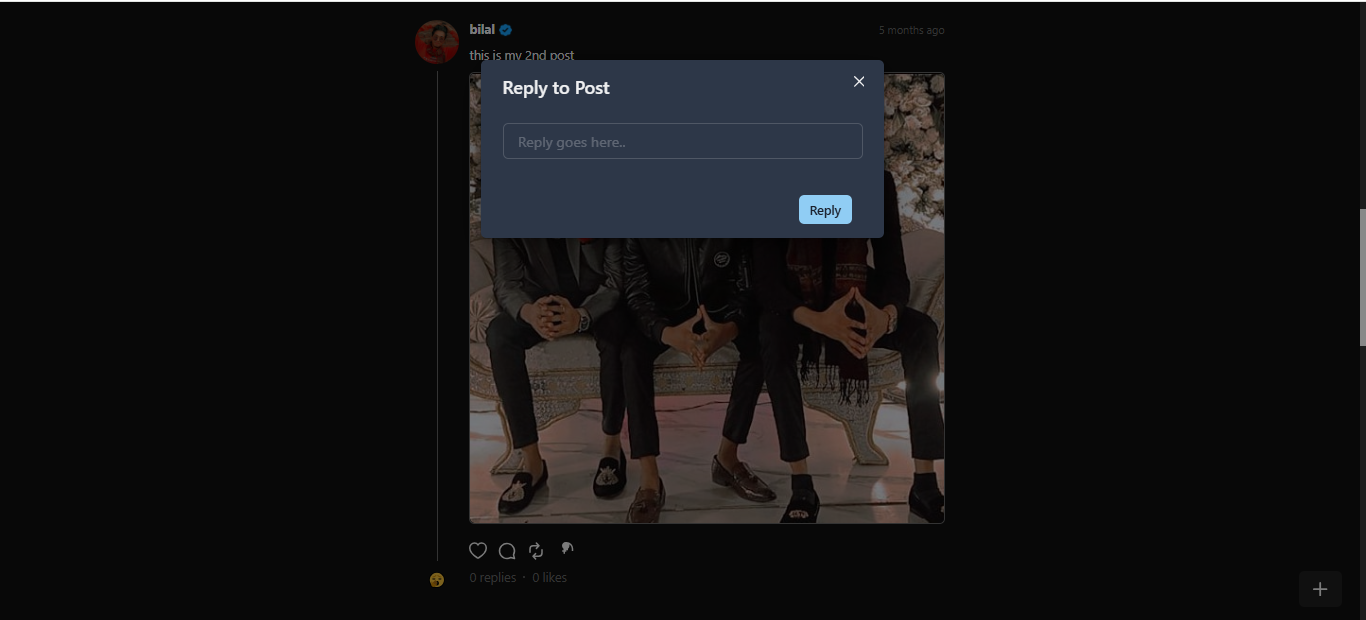 bilal
5 months ago
this is my 2nd post
Reply to Post
Reply goes here..
Reply
0 replies · 0 likes